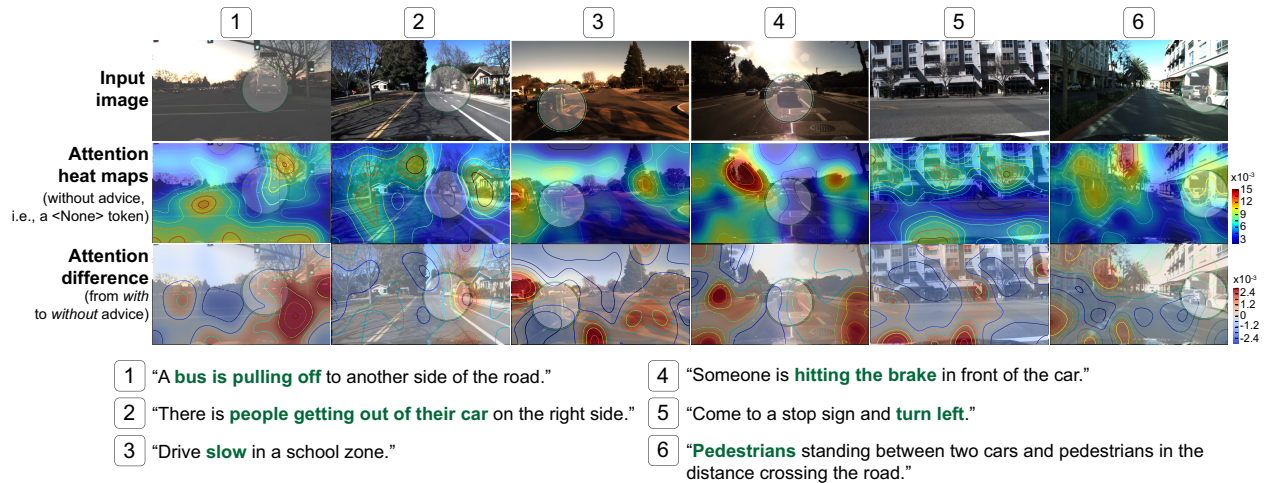 1 2 3 4 5 6
Input
image
Attention
heat maps
(without advice,
i.e., a <None> token)
x10⁻³
15
12
9
6
3
Attention
difference
(from with
to without advice)
x10⁻³
2.4
1.2
0
-1.2
-2.4
1 “A bus is pulling off to another side of the road.”
2 “There is people getting out of their car on the right side.”
3 “Drive slow in a school zone.”
4 “Someone is hitting the brake in front of the car.”
5 “Come to a stop sign and turn left.”
6 “Pedestrians standing between two cars and pedestrians in the
distance crossing the road.”